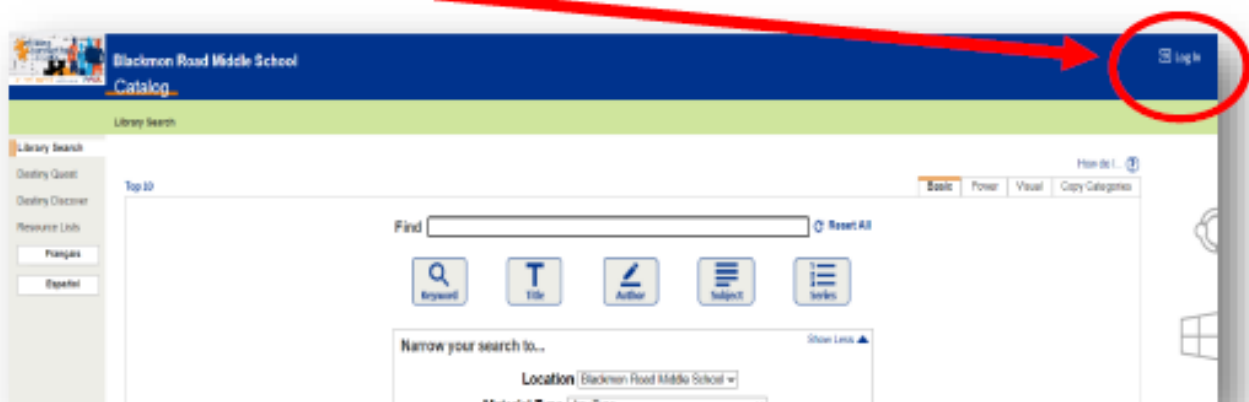 Log In
Blackmon Road Middle School
Catalog
Library Search
Library Search
Destiny Quest
Destiny Discover
Resource Lists
Français
Español
How do I... ?
Top 10
Basic Power Visual Copy Categories
Find Reset All
Keyword Title Author Subject Series
Narrow your search to...
Show Less
Location Blackmon Road Middle School
Material Type